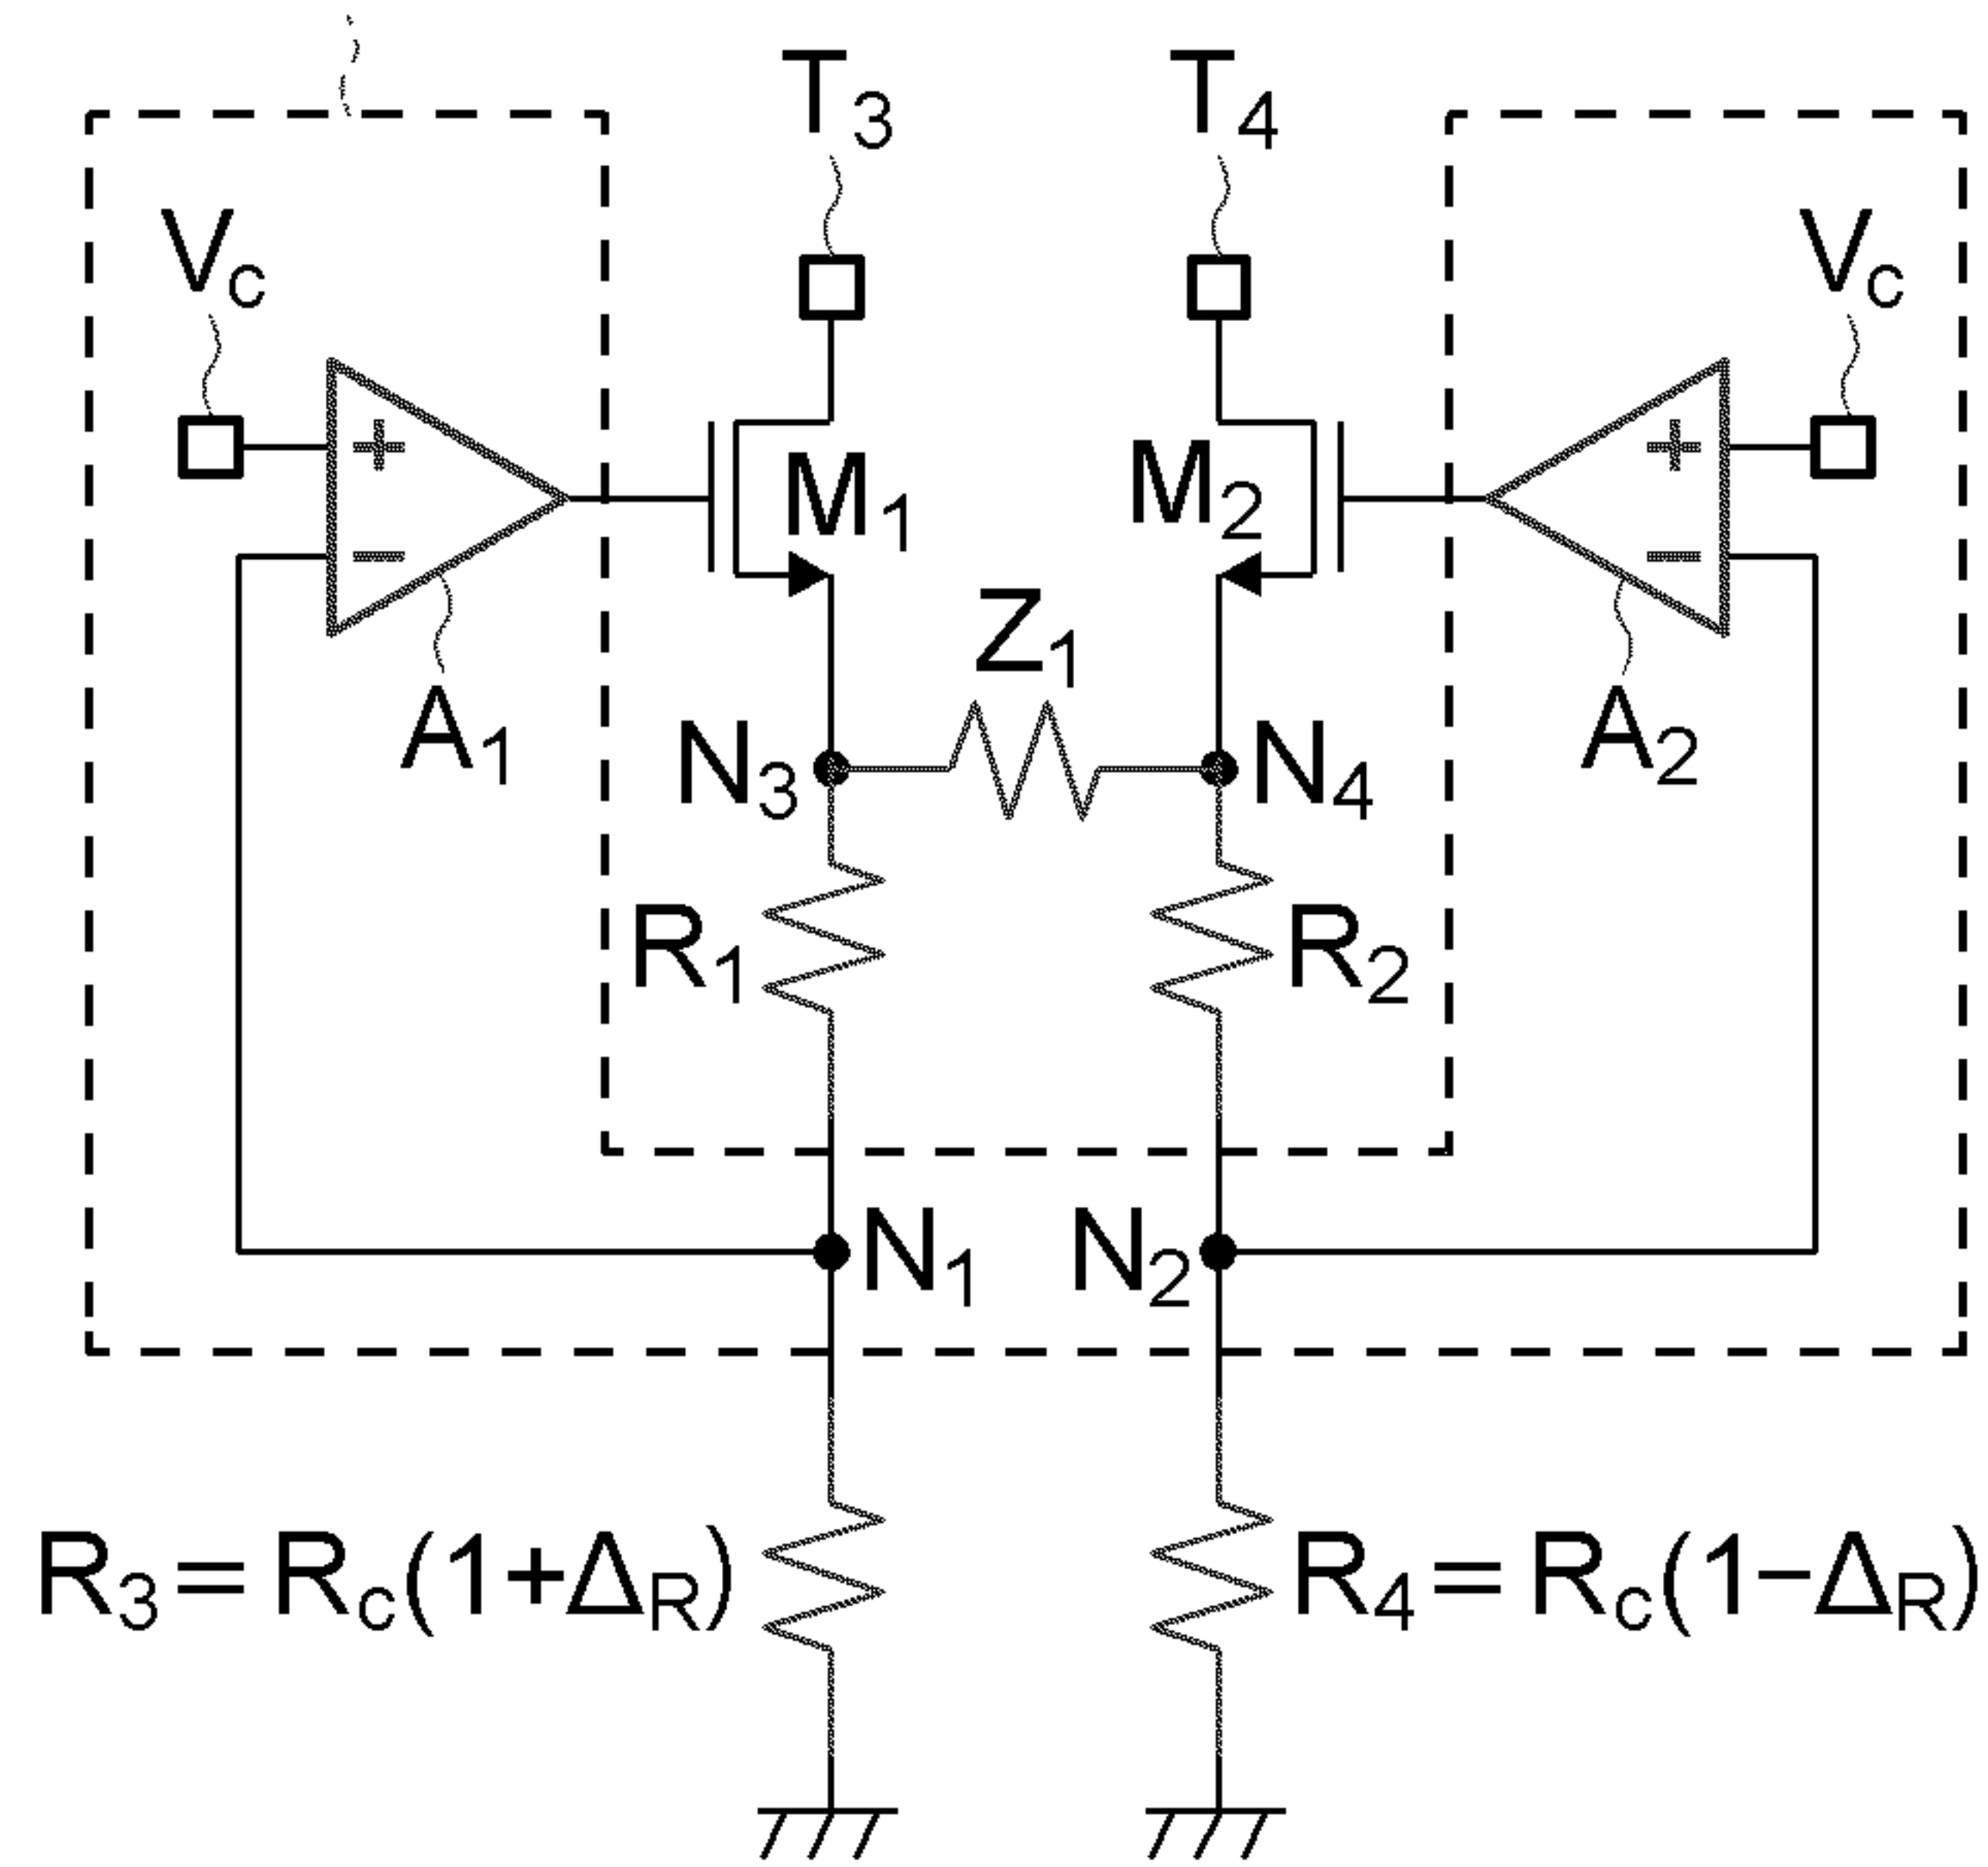 T3
T4
Vc
Vc
+
+
M1
M2
−
−
Z1
A1
N3
N4
A2
R1
R2
N1
N2
R3=Rc(1+ΔR)
R4=Rc(1−ΔR)